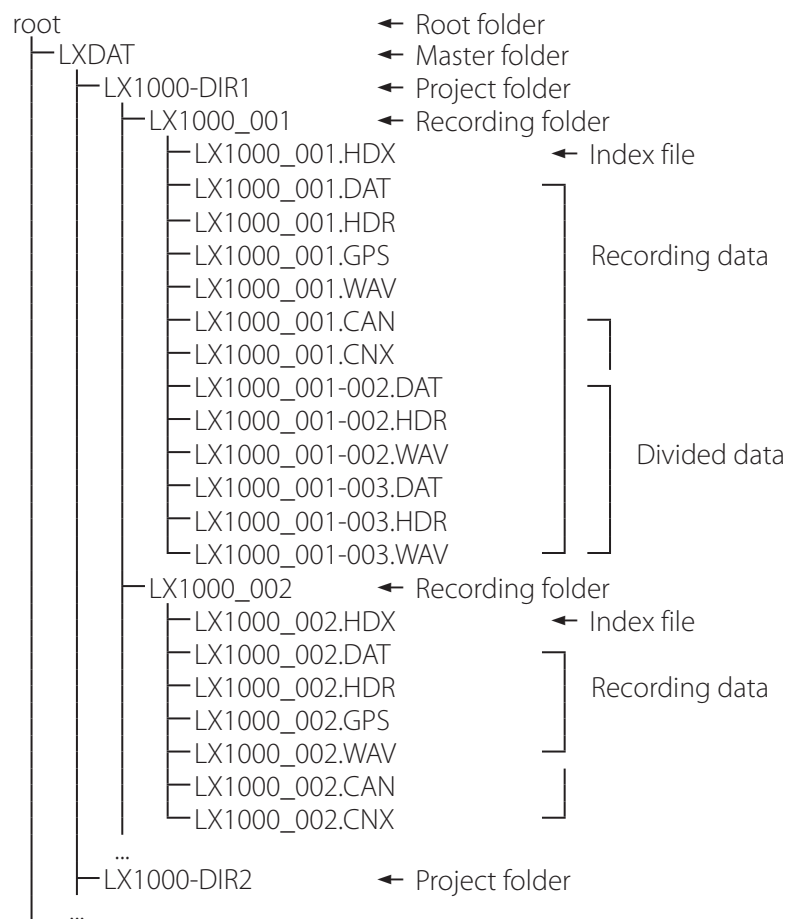 root Root folder
LXDAT Master folder
LX1000-DIR1 Project folder
LX1000_001 Recording folder
LX1000_001.HDX Index file
LX1000_001.DAT
LX1000_001.HDR
LX1000_001.GPS Recording data
LX1000_001.WAV
LX1000_001.CAN
LX1000_001.CNX
LX1000_001-002.DAT
LX1000_001-002.HDR
LX1000_001-002.WAV Divided data
LX1000_001-003.DAT
LX1000_001-003.HDR
LX1000_001-003.WAV
LX1000_002 Recording folder
LX1000_002.HDX Index file
LX1000_002.DAT
LX1000_002.HDR Recording data
LX1000_002.GPS
LX1000_002.WAV
LX1000_002.CAN
LX1000_002.CNX
...
LX1000-DIR2 Project folder
...